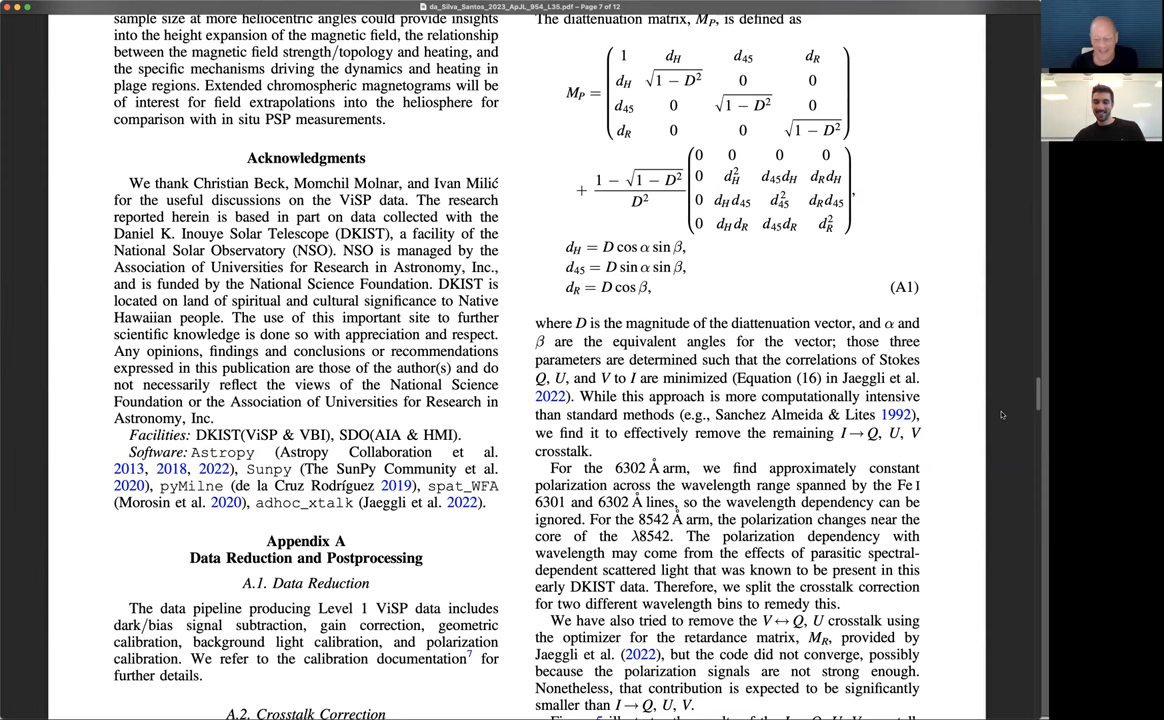 da_Silva_Santos_2023_ApJL_954_L35.pdf - Page 7 of 12
sample size at more heliocentric angles could provide insights
into the height expansion of the magnetic field, the relationship
between the magnetic field strength/topology and heating, and
the specific mechanisms driving the dynamics and heating in
plage regions. Extended chromospheric magnetograms will be
of interest for field extrapolations into the heliosphere for
comparison with in situ PSP measurements.
Acknowledgments
We thank Christian Beck, Momchil Molnar, and Ivan Milić
for the useful discussions on the ViSP data. The research
reported herein is based in part on data collected with the
Daniel K. Inouye Solar Telescope (DKIST), a facility of the
National Solar Observatory (NSO). NSO is managed by the
Association of Universities for Research in Astronomy, Inc.,
and is funded by the National Science Foundation. DKIST is
located on land of spiritual and cultural significance to Native
Hawaiian people. The use of this important site to further
scientific knowledge is done so with appreciation and respect.
Any opinions, findings and conclusions or recommendations
expressed in this publication are those of the author(s) and do
not necessarily reflect the views of the National Science
Foundation or the Association of Universities for Research in
Astronomy, Inc.
Facilities: DKIST(ViSP & VBI), SDO(AIA & HMI).
Software: Astropy (Astropy Collaboration et al.
2013, 2018, 2022), Sunpy (The SunPy Community et al.
2020), pyMilne (de la Cruz Rodríguez 2019), spat_WFA
(Morosin et al. 2020), adhoc_xtalk (Jaeggli et al. 2022).
Appendix A
Data Reduction and Postprocessing
A.1. Data Reduction
The data pipeline producing Level 1 ViSP data includes
dark/bias signal subtraction, gain correction, geometric
calibration, background light calibration, and polarization
calibration. We refer to the calibration documentation⁷ for
further details.
A.2. Crosstalk Correction
The diattenuation matrix, M_P, is defined as
1 d_H d_45 d_R
d_H √1 − D² 0 0
M_P =
d_45 0 √1 − D² 0
d_R 0 0 √1 − D²
0 0 0 0
+ 1 − √1 − D² / D²
0 d_H² d_45d_H d_Rd_H
0 d_Hd_45 d_45² d_Rd_45
0 d_Hd_R d_45d_R d_R²
,
d_H = D cos α sin β,
d_45 = D sin α sin β,
d_R = D cos β, (A1)
where D is the magnitude of the diattenuation vector, and α and
β are the equivalent angles for the vector; those three
parameters are determined such that the correlations of Stokes
Q, U, and V to I are minimized (Equation (16) in Jaeggli et al.
2022). While this approach is more computationally intensive
than standard methods (e.g., Sanchez Almeida & Lites 1992),
we find it to effectively remove the remaining I → Q, U, V
crosstalk.
For the 6302 Å arm, we find approximately constant
polarization across the wavelength range spanned by the Fe I
6301 and 6302 Å lines, so the wavelength dependency can be
ignored. For the 8542 Å arm, the polarization changes near the
core of the λ8542. The polarization dependency with
wavelength may come from the effects of parasitic spectral-
dependent scattered light that was known to be present in this
early DKIST data. Therefore, we split the crosstalk correction
for two different wavelength bins to remedy this.
We have also tried to remove the V ↔ Q, U crosstalk using
the optimizer for the retardance matrix, M_R, provided by
Jaeggli et al. (2022), but the code did not converge, possibly
because the polarization signals are not strong enough.
Nonetheless, that contribution is expected to be significantly
smaller than I → Q, U, V.